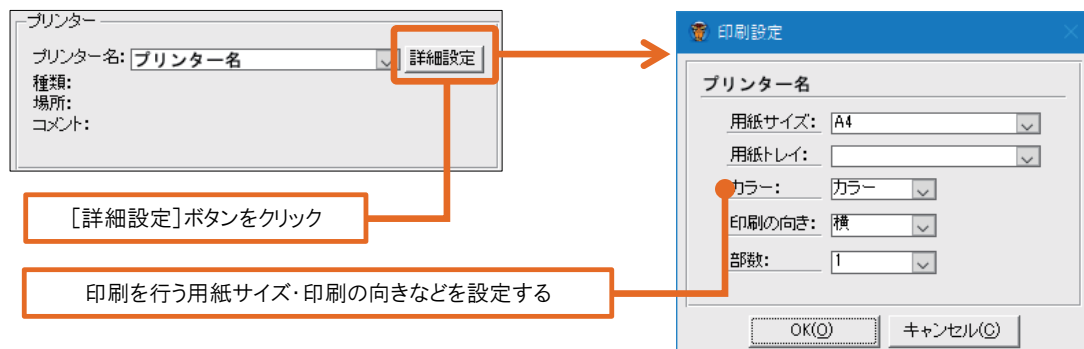 プリンター
プリンター名: プリンター名 詳細設定
種類:
場所:
コメント:
[詳細設定]ボタンをクリック
印刷を行う用紙サイズ・印刷の向きなどを設定する
印刷設定
プリンター名
用紙サイズ: A4
用紙トレイ:
カラー: カラー
印刷の向き: 横
部数: 1
OK(O) キャンセル(C)